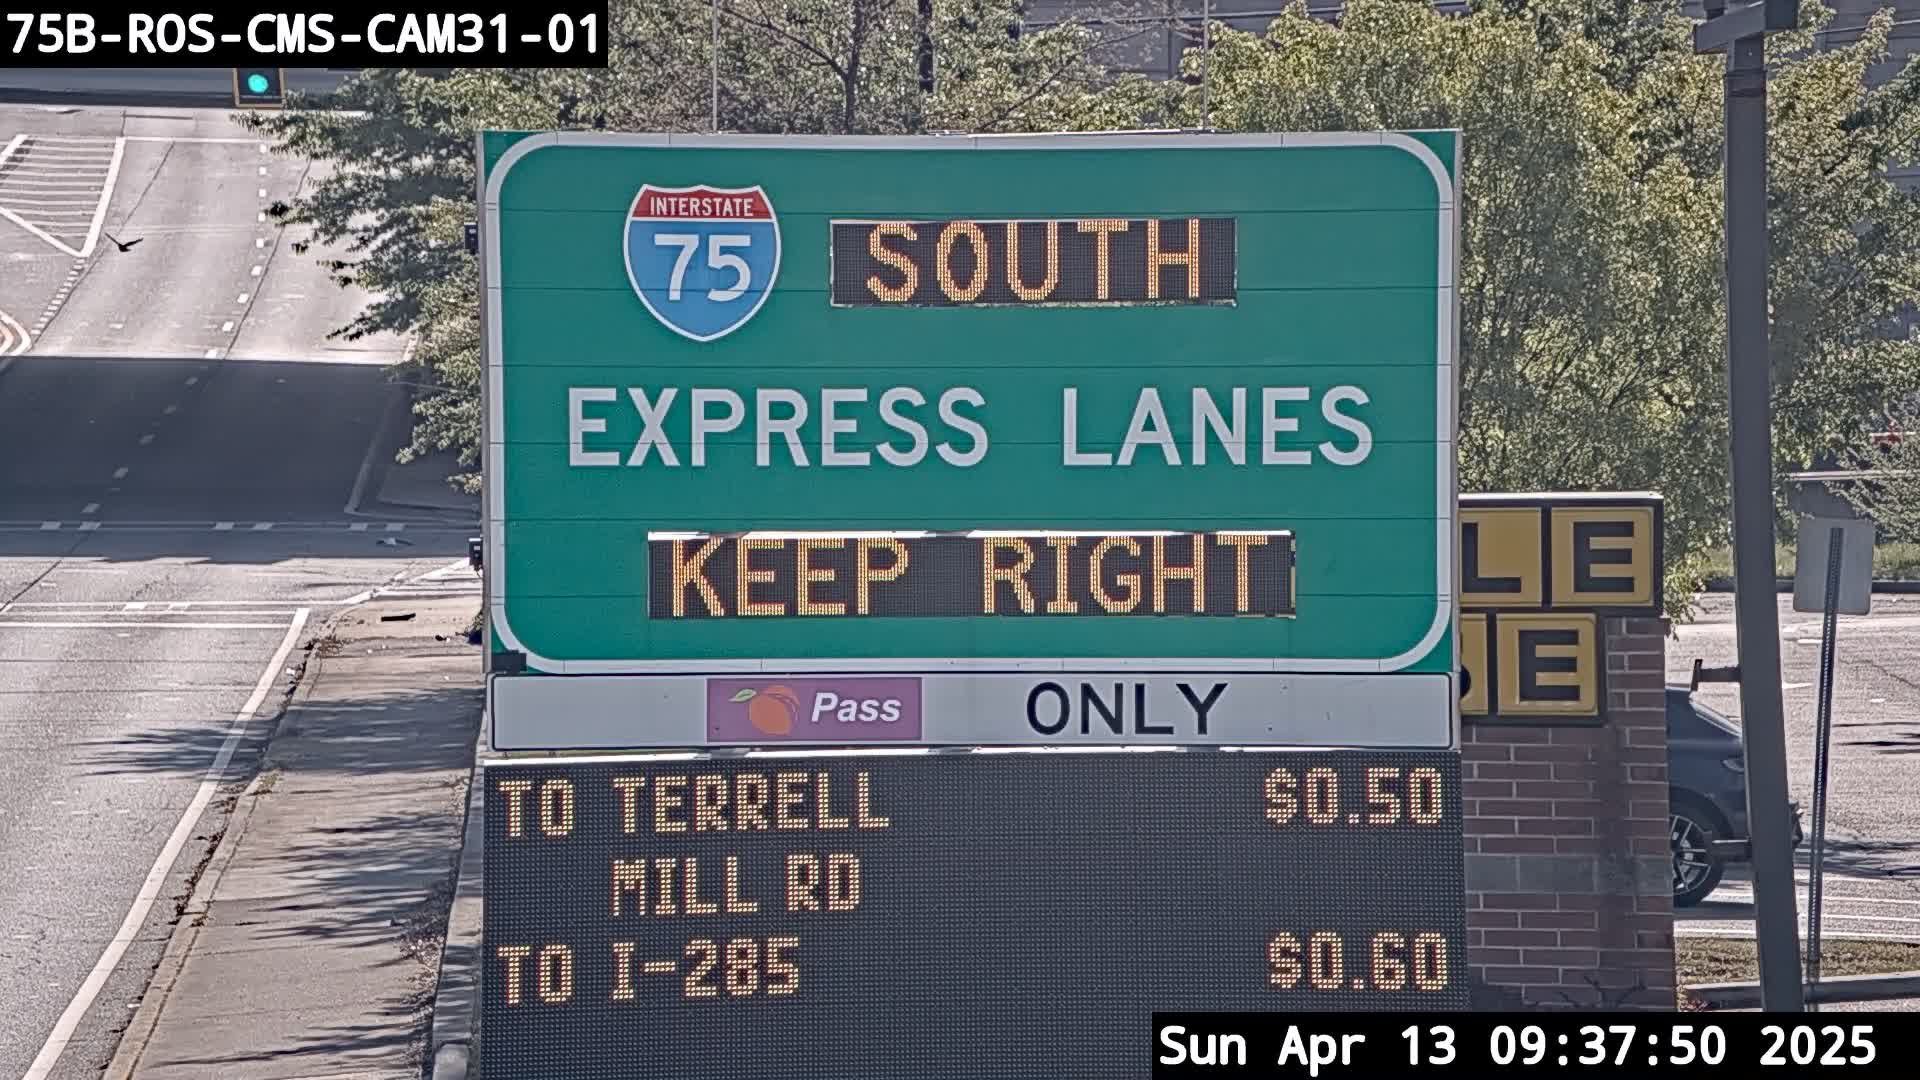 75B-ROS-CMS-CAM31-01
INTERSTATE
75
SOUTH
EXPRESS LANES
KEEP RIGHT
Pass ONLY
TO TERRELL $0.50
MILL RD
TO I-285 $0.60
LE
E
Sun Apr 13 09:37:50 2025